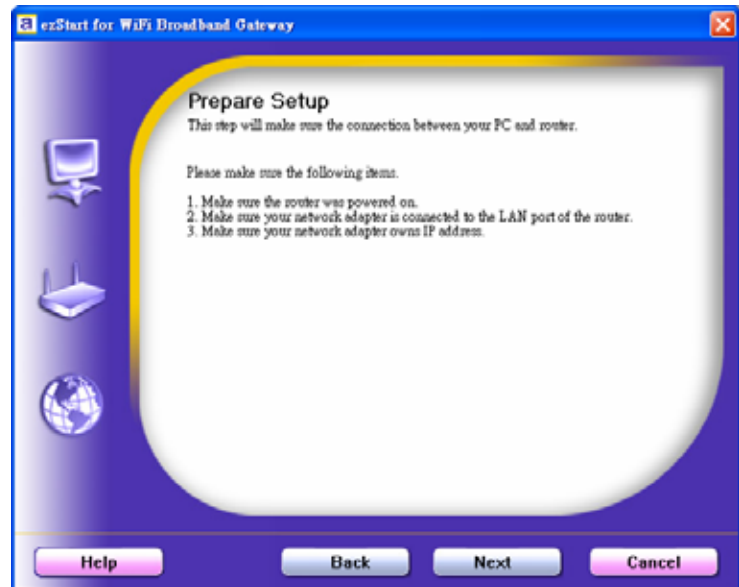 a ezStart for WiFi Broadband Gateway
Prepare Setup
This step will make sure the connection between your PC and router.
Please make sure the following items.
1. Make sure the router was powered on.
2. Make sure your network adapter is connected to the LAN port of the router.
3. Make sure your network adapter owns IP address.
Help Back Next Cancel